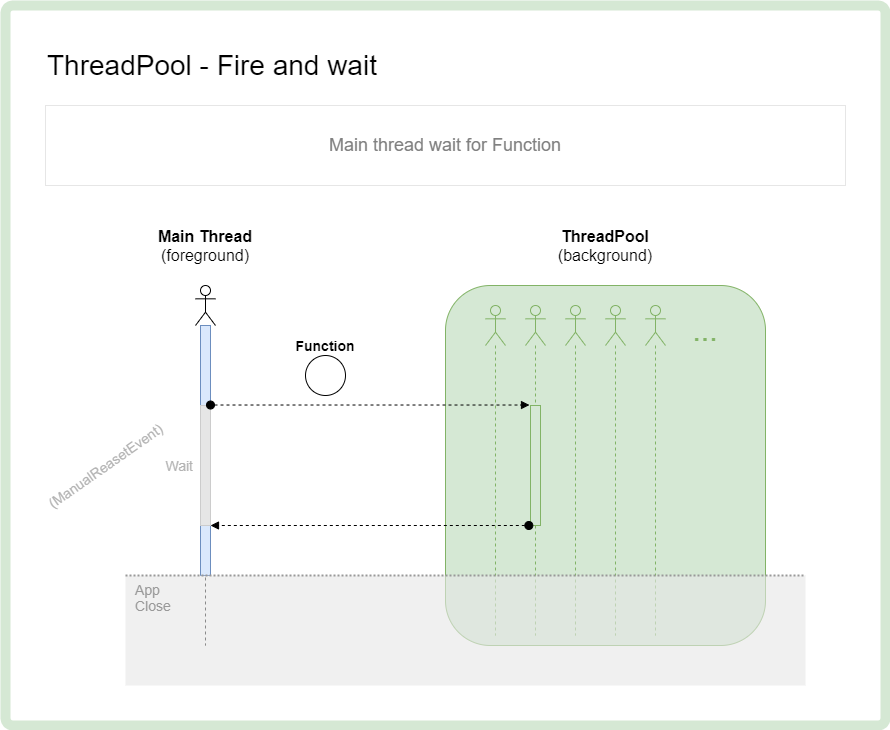 ThreadPool - Fire and wait
Main thread wait for Function
Main Thread
(foreground)
ThreadPool
(background)
Function
...
(ManualReasetEvent)
Wait
App
Close